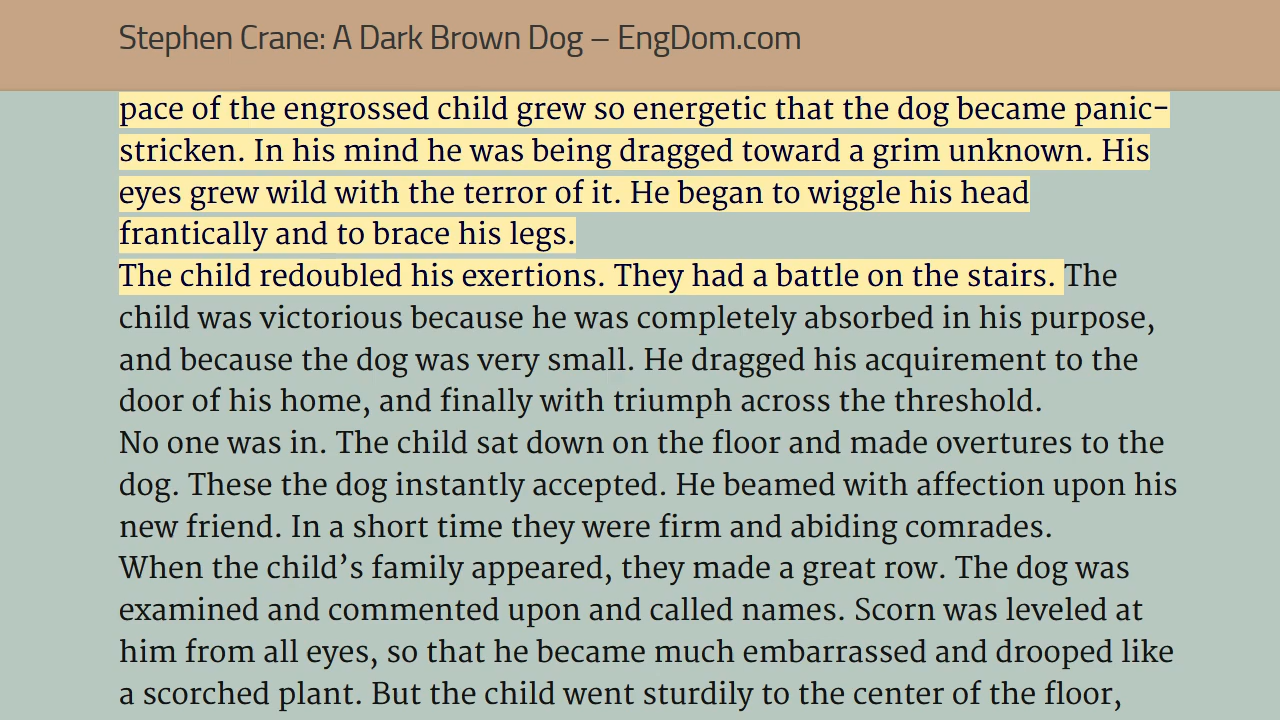 Stephen Crane: A Dark Brown Dog – EngDom.com
pace of the engrossed child grew so energetic that the dog became panic-
stricken. In his mind he was being dragged toward a grim unknown. His
eyes grew wild with the terror of it. He began to wiggle his head
frantically and to brace his legs.
The child redoubled his exertions. They had a battle on the stairs. The
child was victorious because he was completely absorbed in his purpose,
and because the dog was very small. He dragged his acquirement to the
door of his home, and finally with triumph across the threshold.
No one was in. The child sat down on the floor and made overtures to the
dog. These the dog instantly accepted. He beamed with affection upon his
new friend. In a short time they were firm and abiding comrades.
When the child’s family appeared, they made a great row. The dog was
examined and commented upon and called names. Scorn was leveled at
him from all eyes, so that he became much embarrassed and drooped like
a scorched plant. But the child went sturdily to the center of the floor,